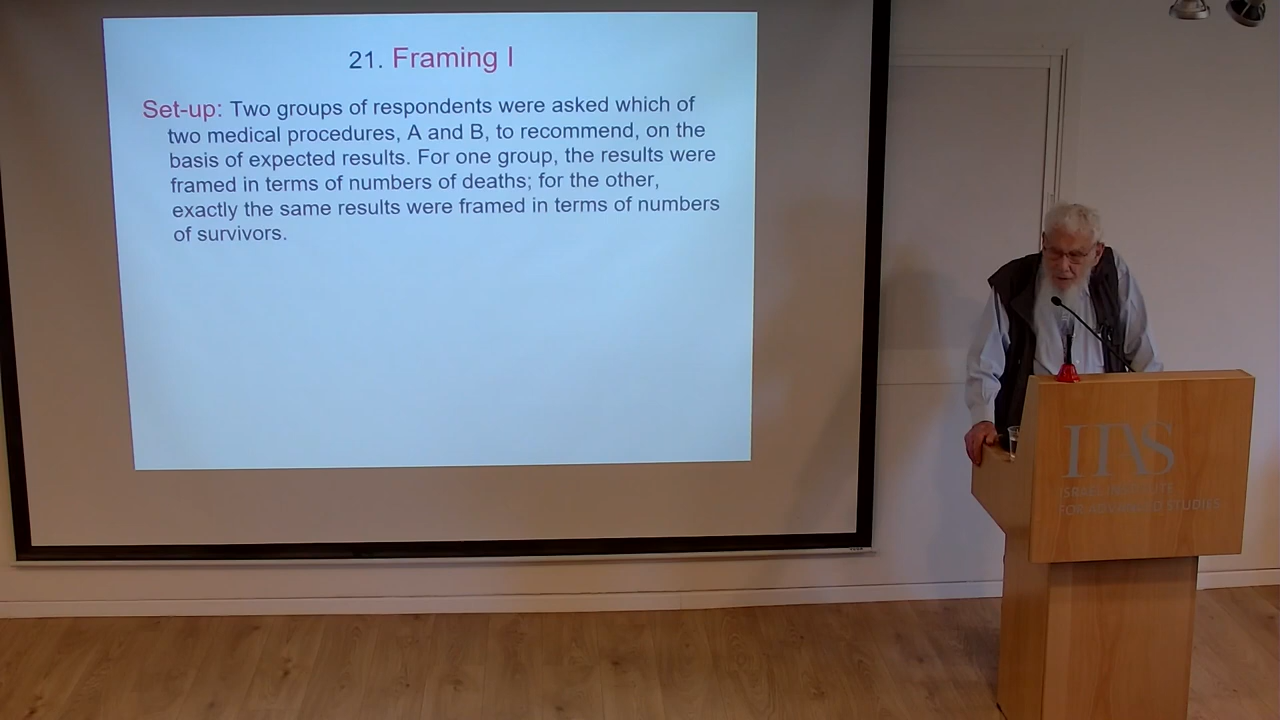 21. Framing I
Set-up: Two groups of respondents were asked which of
two medical procedures, A and B, to recommend, on the
basis of expected results. For one group, the results were
framed in terms of numbers of deaths; for the other,
exactly the same results were framed in terms of numbers
of survivors.
IIAS
ISRAEL INSTITUTE
FOR ADVANCED STUDIES